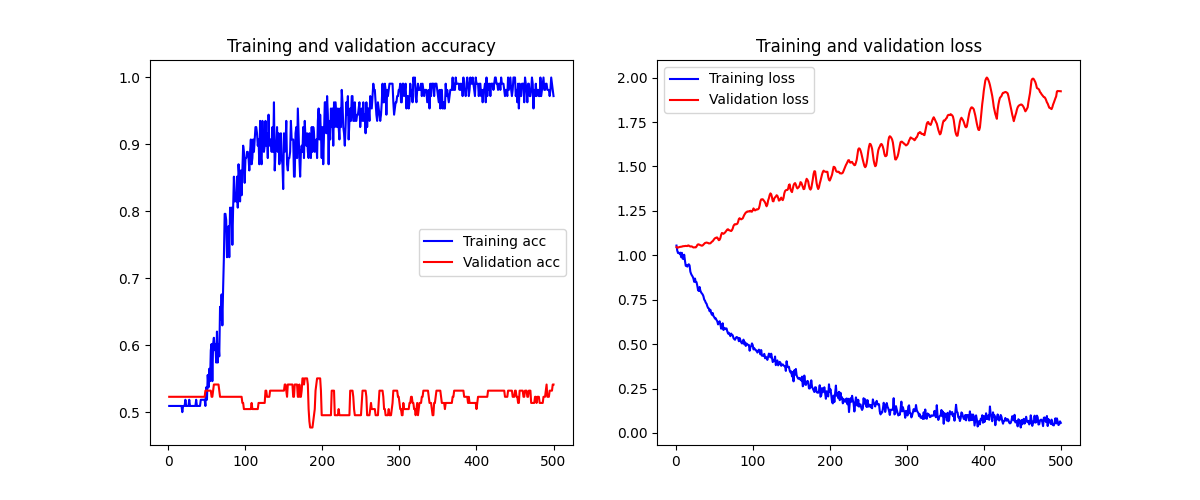 Training and validation accuracy
1.0
0.9
0.8
0.7
0.6
0.5
0 100 200 300 400 500
Training acc
Validation acc
Training and validation loss
2.00
1.75
1.50
1.25
1.00
0.75
0.50
0.25
0.00
0 100 200 300 400 500
Training loss
Validation loss